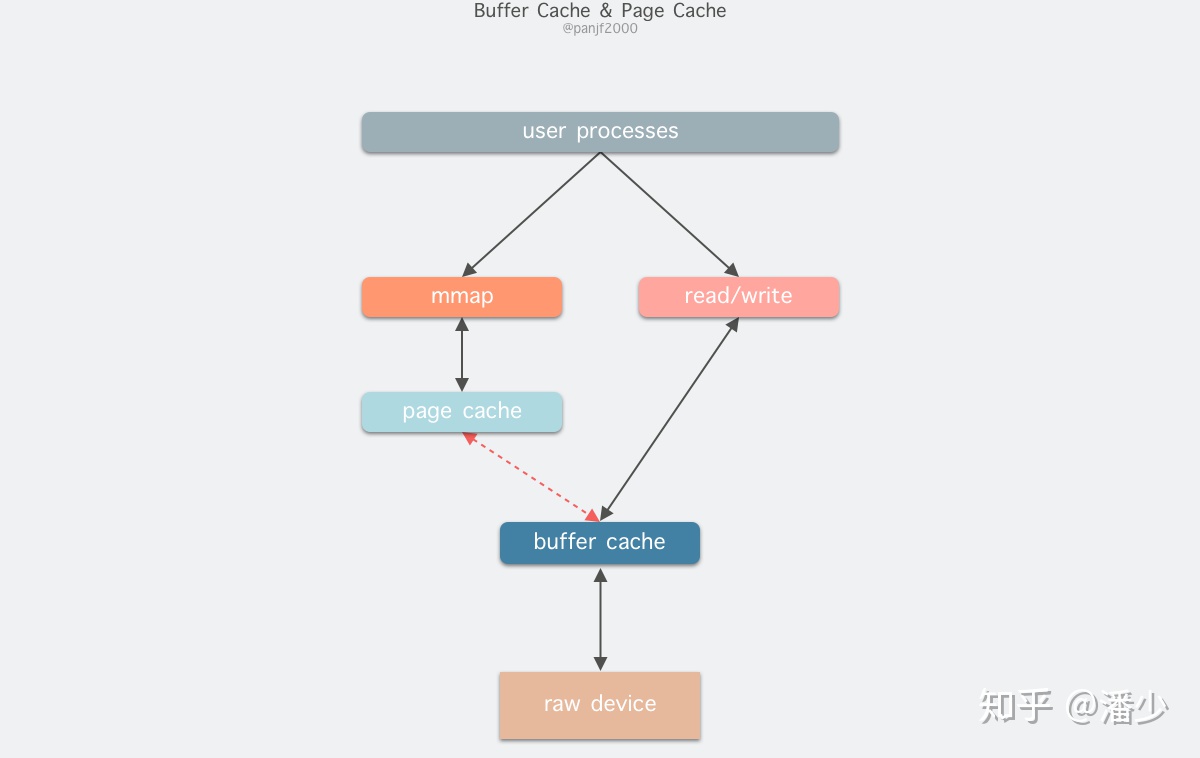 Buffer Cache & Page Cache
@panjf2000
user processes
mmap
read/write
page cache
buffer cache
raw device
知乎 @潘少